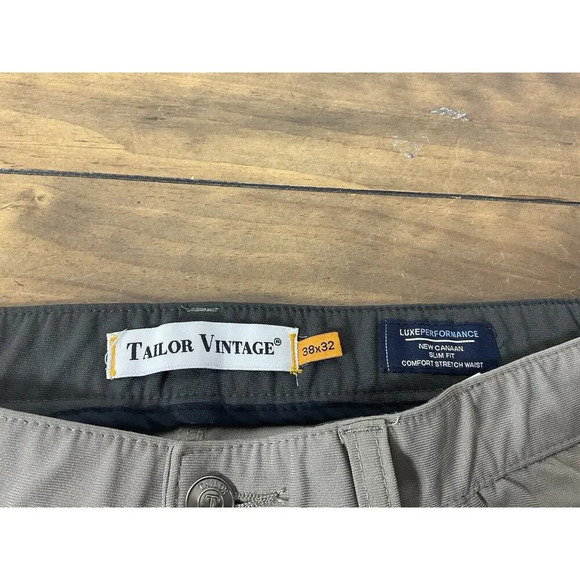 TAILOR VINTAGE®
38x32
LUXEPERFORMANCE
NEW CANAAN
SLIM FIT
COMFORT STRETCH WAIST